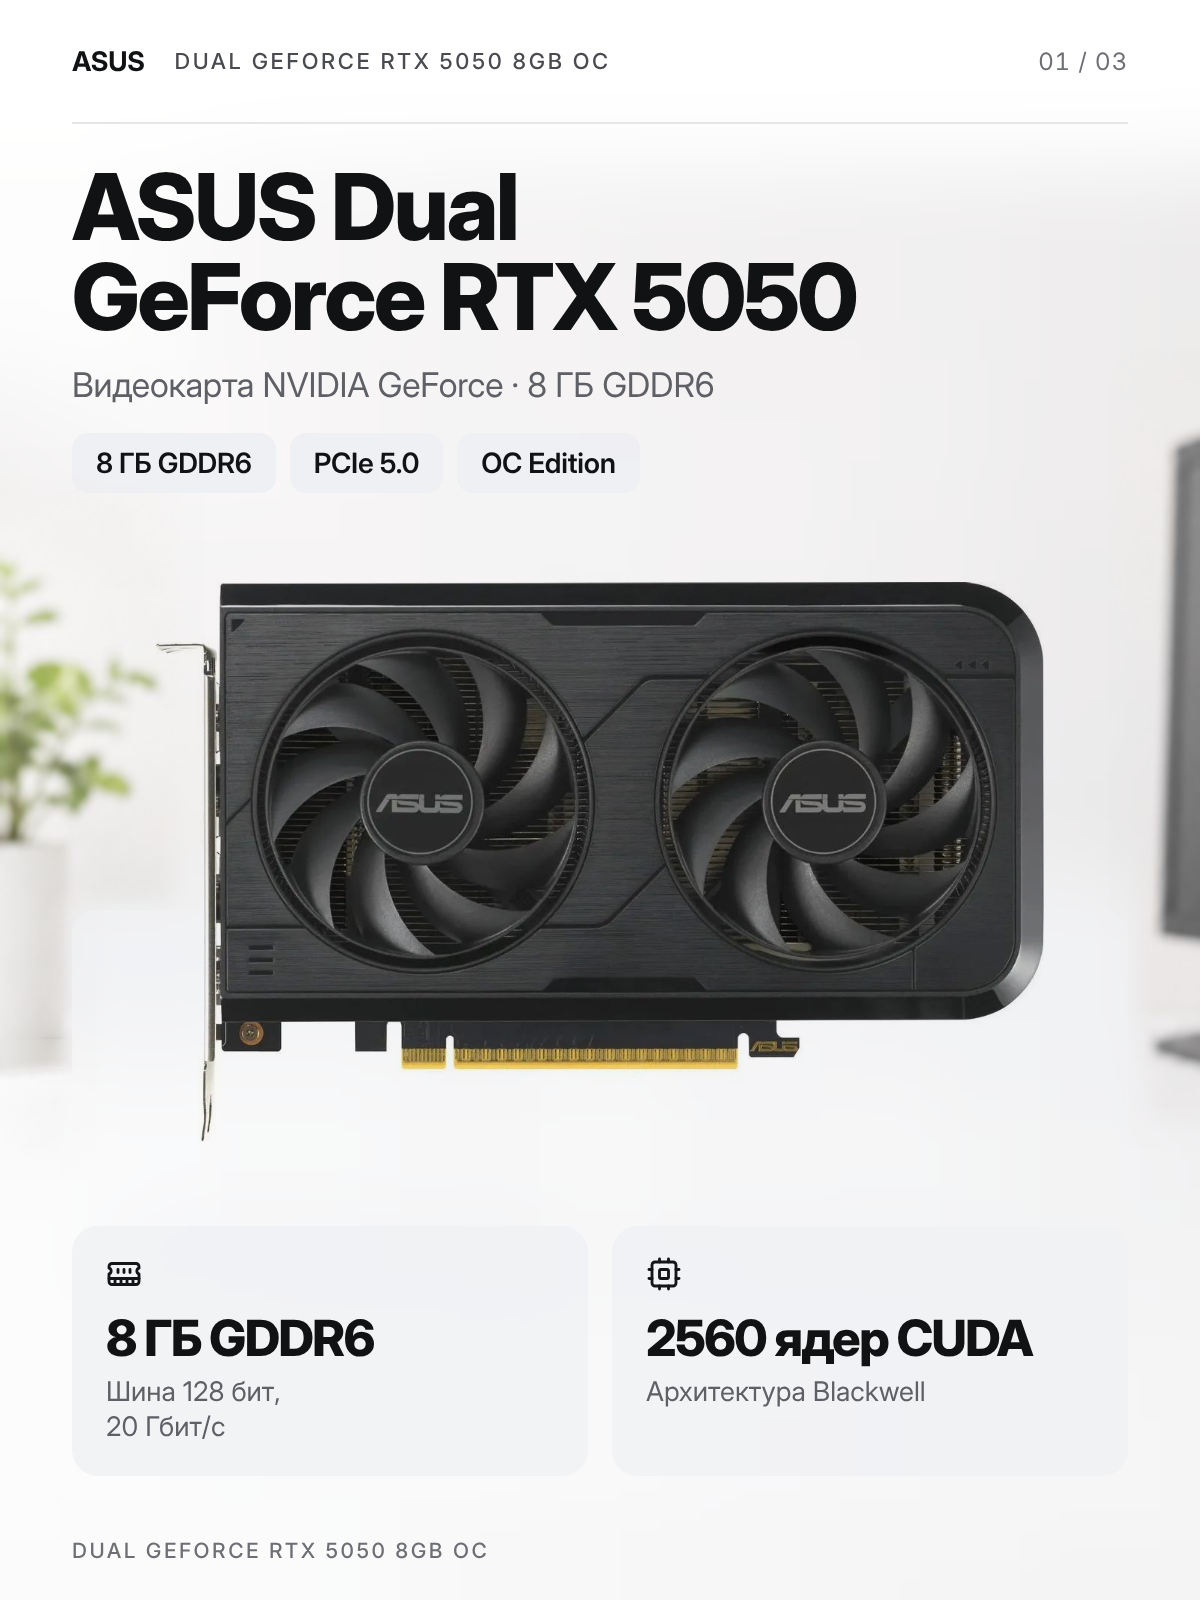 ASUS DUAL GEFORCE RTX 5050 8GB OC 01 / 03
ASUS Dual
GeForce RTX 5050
Видеокарта NVIDIA GeForce · 8 ГБ GDDR6
8 ГБ GDDR6 PCIe 5.0 OC Edition
ASUS ASUS
ASUS
8 ГБ GDDR6
Шина 128 бит,
20 Гбит/с
2560 ядер CUDA
Архитектура Blackwell
DUAL GEFORCE RTX 5050 8GB OC